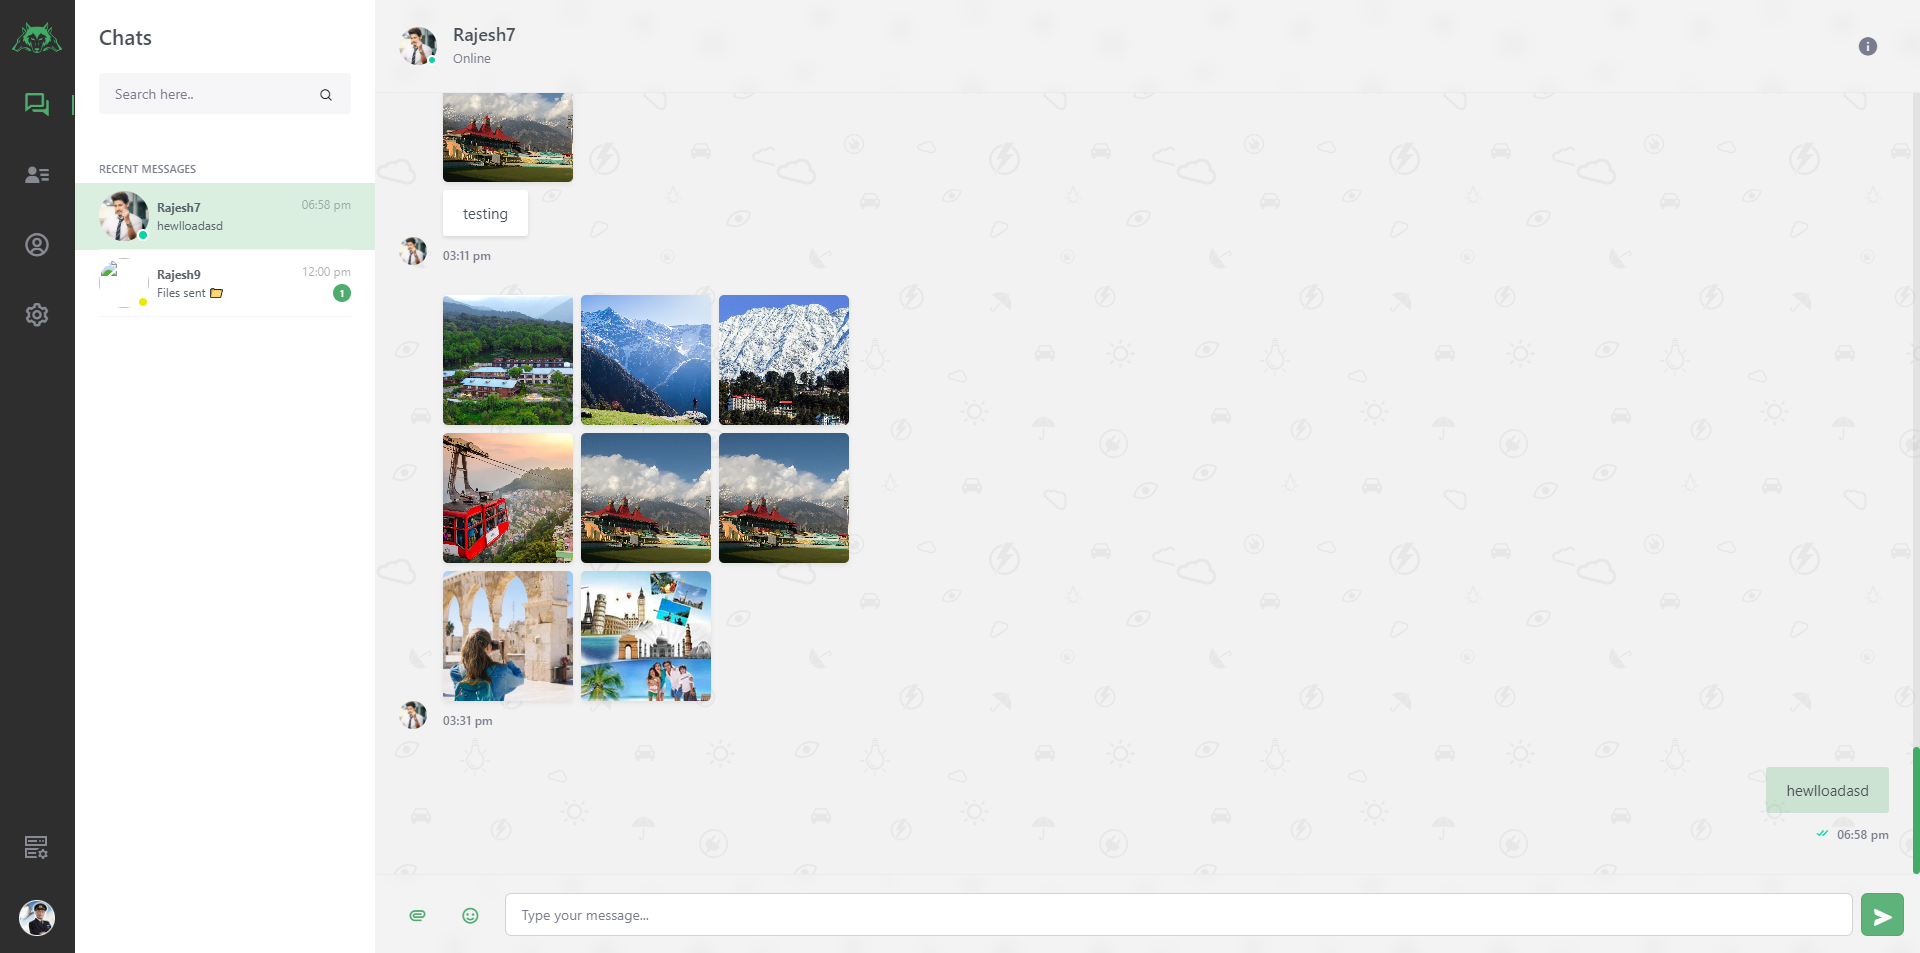 Chats
Search here..
RECENT MESSAGES
Rajesh7
06:58 pm
hewlloadasd
Rajesh9
12:00 pm
Files sent
1
Rajesh7
Online
testing
03:11 pm
03:31 pm
hewlloadasd
06:58 pm
Type your message...